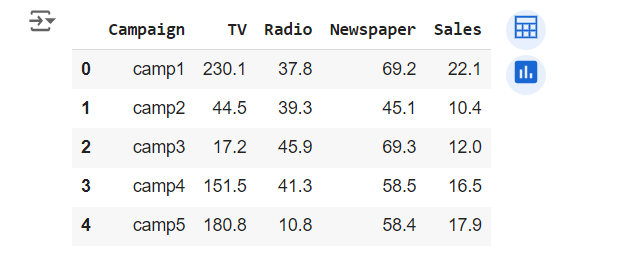 Campaign TV Radio Newspaper Sales
0 camp1 230.1 37.8 69.2 22.1
1 camp2 44.5 39.3 45.1 10.4
2 camp3 17.2 45.9 69.3 12.0
3 camp4 151.5 41.3 58.5 16.5
4 camp5 180.8 10.8 58.4 17.9